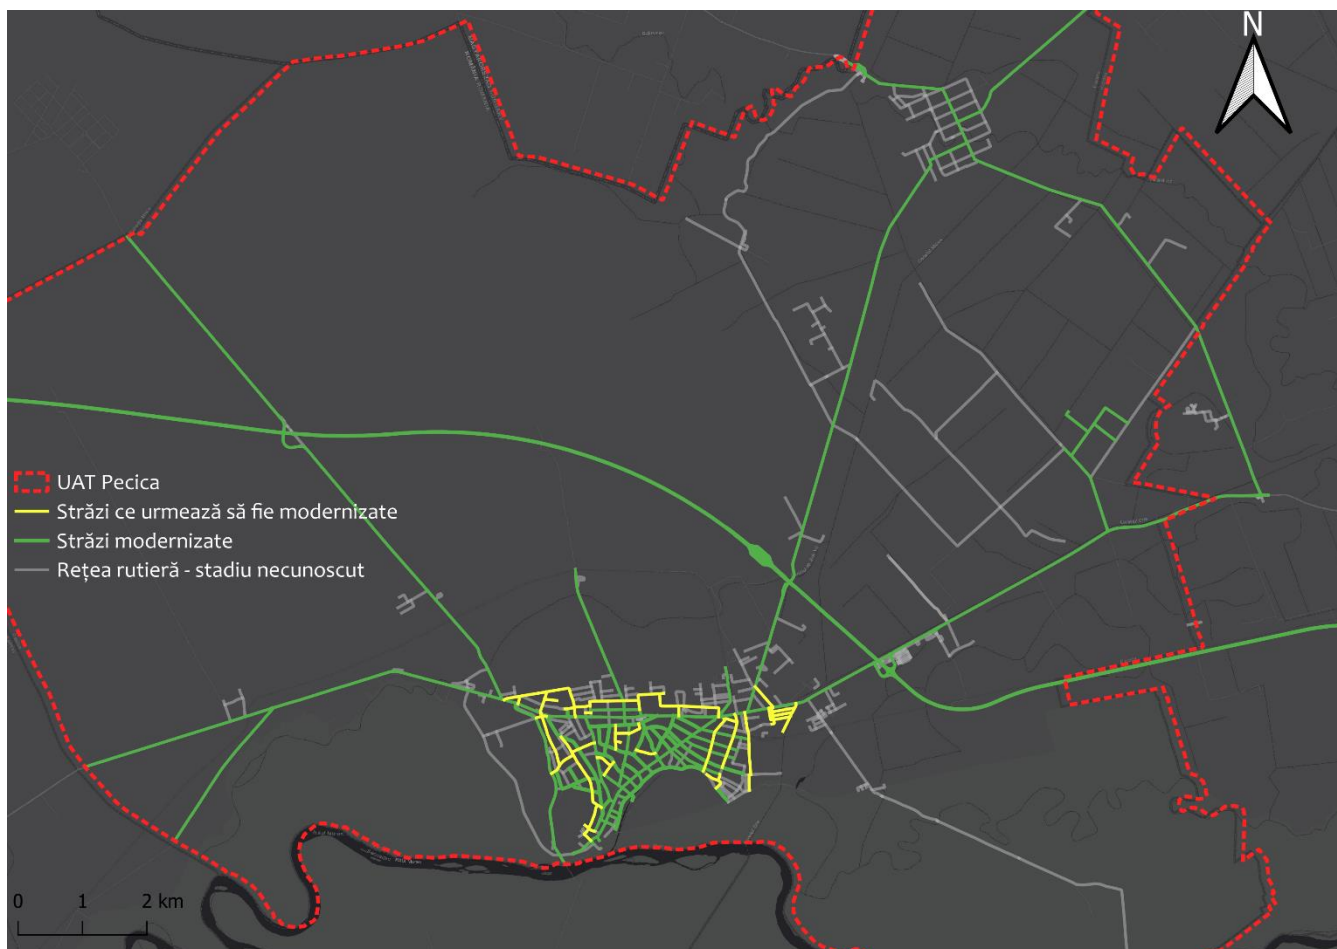 N
UAT Pecica
Străzi ce urmează să fie modernizate
Străzi modernizate
Rețea rutieră - stadiu necunoscut
0 1 2 km